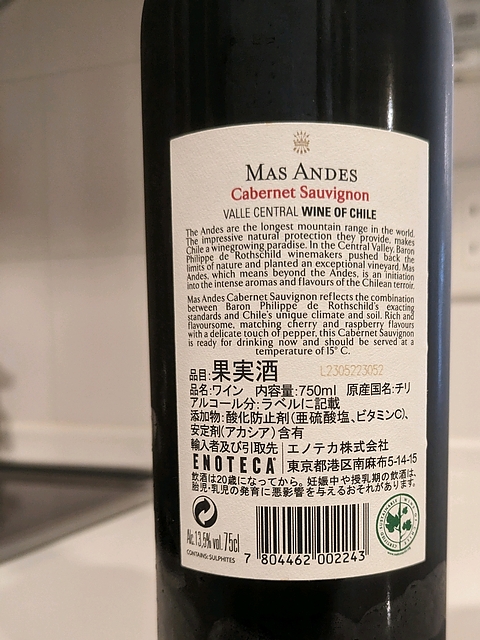 MAS ANDES
Cabernet Sauvignon
VALLE CENTRAL WINE OF CHILE
The Andes are the longest mountain range in the world.
The impressive natural protection they provide, makes
Chile a winegrowing paradise. In the Central Valley, Baron
Philippe de Rothschild winemakers pushed back the
limits of nature and planted an exceptional vineyard. Mas
Andes, which means beyond the Andes, is an initiation
into the intense aromas and flavours of the Chilean terroir.
Mas Andes Cabernet Sauvignon reflects the combination
between Baron Philippe de Rothschild's exacting
standards and Chile's unique climate and soil. Rich and
flavoursome, matching cherry and raspberry flavours
with a delicate touch of pepper, this Cabernet Sauvignon
is ready for drinking now and should be served at a
temperature of 15° C.
品目:果実酒 L2305223052
品名:ワイン 内容量:750ml 原産国名:チリ
アルコール分:ラベルに記載
添加物:酸化防止剤(亜硫酸塩、ビタミンC)、
安定剤(アカシア)含有
輸入者及び引取先 エノテカ株式会社
ENOTECA 東京都港区南麻布5-14-15
飲酒は20歳になってから。妊娠中や授乳期の飲酒は、
胎児・乳児の発育に悪影響を与えるおそれがあります。
Alc.13,5% vol. 75cl
CONTAINS: SULPHITES
7 804462 002243